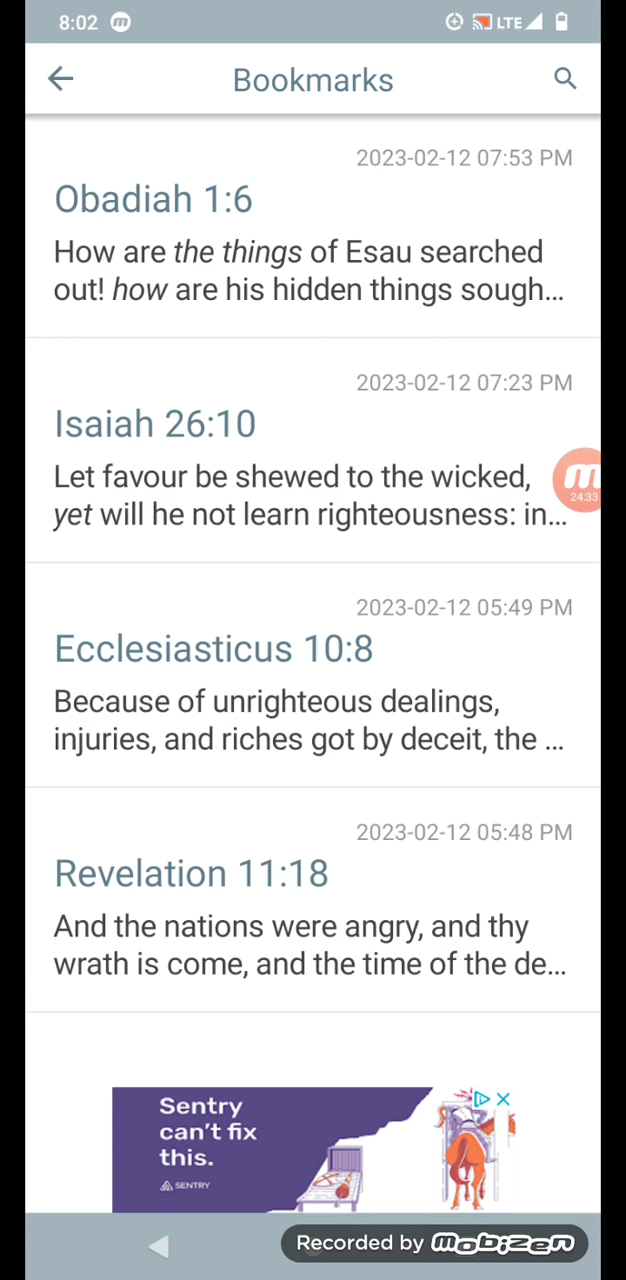 8:02
LTE
Bookmarks
2023-02-12 07:53 PM
Obadiah 1:6
How are the things of Esau searched
out! how are his hidden things sough...
2023-02-12 07:23 PM
Isaiah 26:10
Let favour be shewed to the wicked,
yet will he not learn righteousness: in...
24:33
2023-02-12 05:49 PM
Ecclesiasticus 10:8
Because of unrighteous dealings,
injuries, and riches got by deceit, the ...
2023-02-12 05:48 PM
Revelation 11:18
And the nations were angry, and thy
wrath is come, and the time of the de...
Sentry
can't fix
this.
SENTRY
Recorded by mobizen